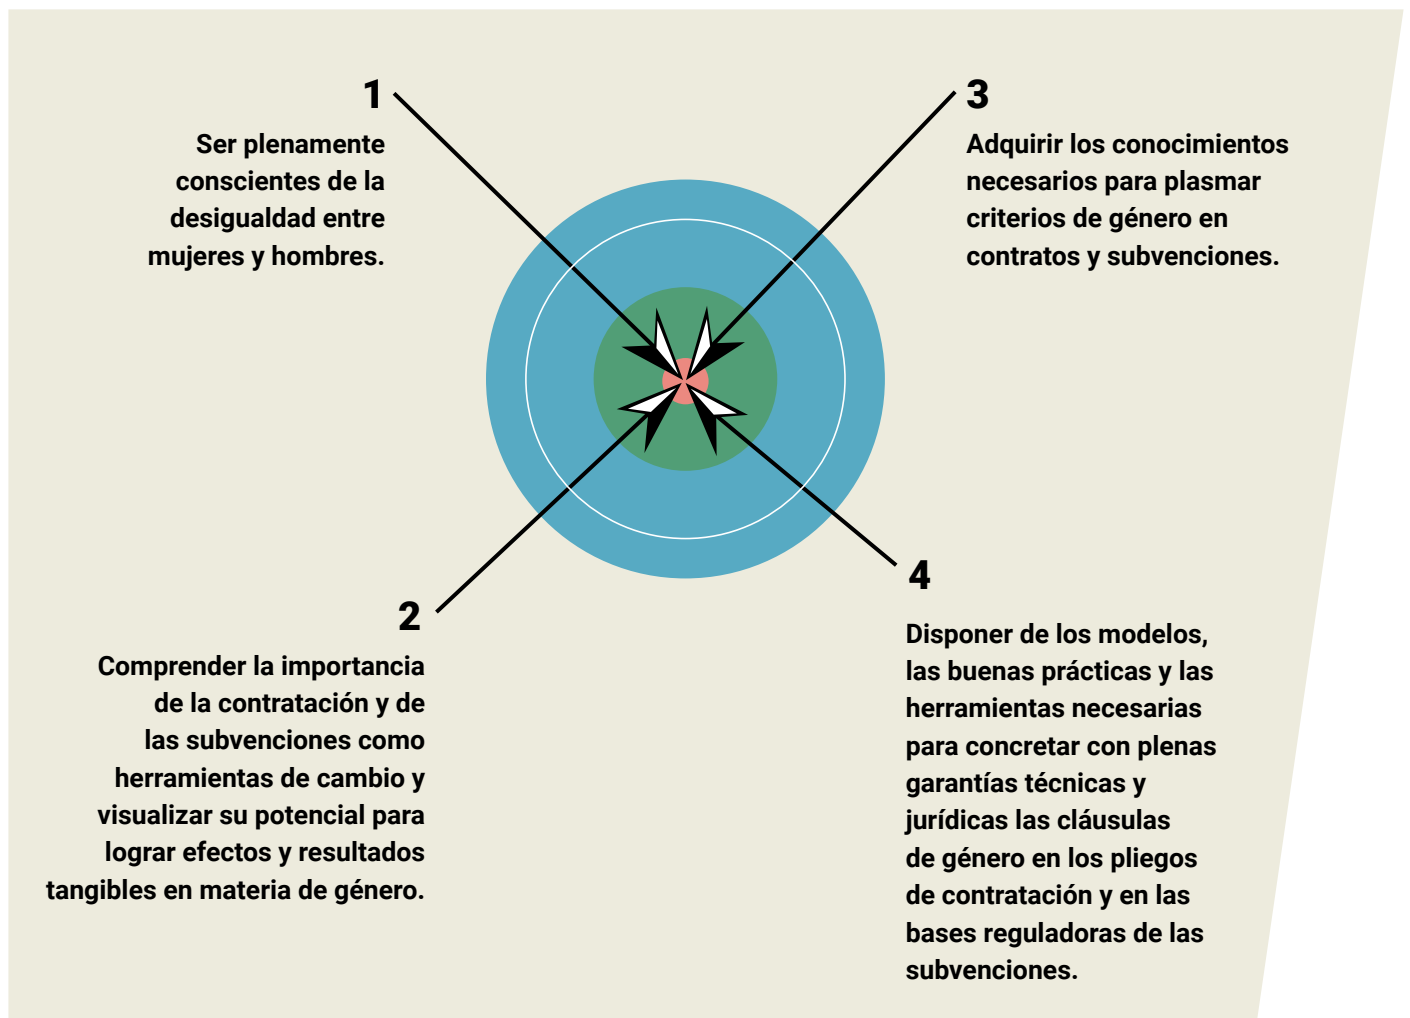 1
Ser plenamente
conscientes de la
desigualdad entre
mujeres y hombres.
2
Comprender la importancia
de la contratación y de
las subvenciones como
herramientas de cambio y
visualizar su potencial para
lograr efectos y resultados
tangibles en materia de género.
3
Adquirir los conocimientos
necesarios para plasmar
criterios de género en
contratos y subvenciones.
4
Disponer de los modelos,
las buenas prácticas y las
herramientas necesarias
para concretar con plenas
garantías técnicas y
jurídicas las cláusulas
de género en los pliegos
de contratación y en las
bases reguladoras de las
subvenciones.